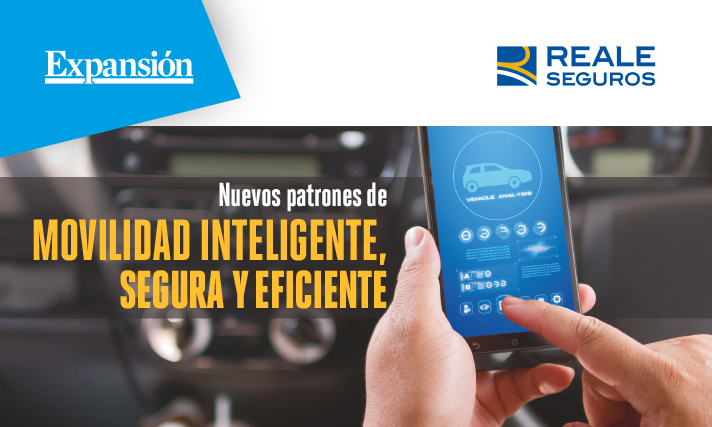 Expansión
REALE
SEGUROS
Nuevos patrones de
MOVILIDAD INTELIGENTE,
SEGURA Y EFICIENTE
VEHICLE ANALYSIS
A
B